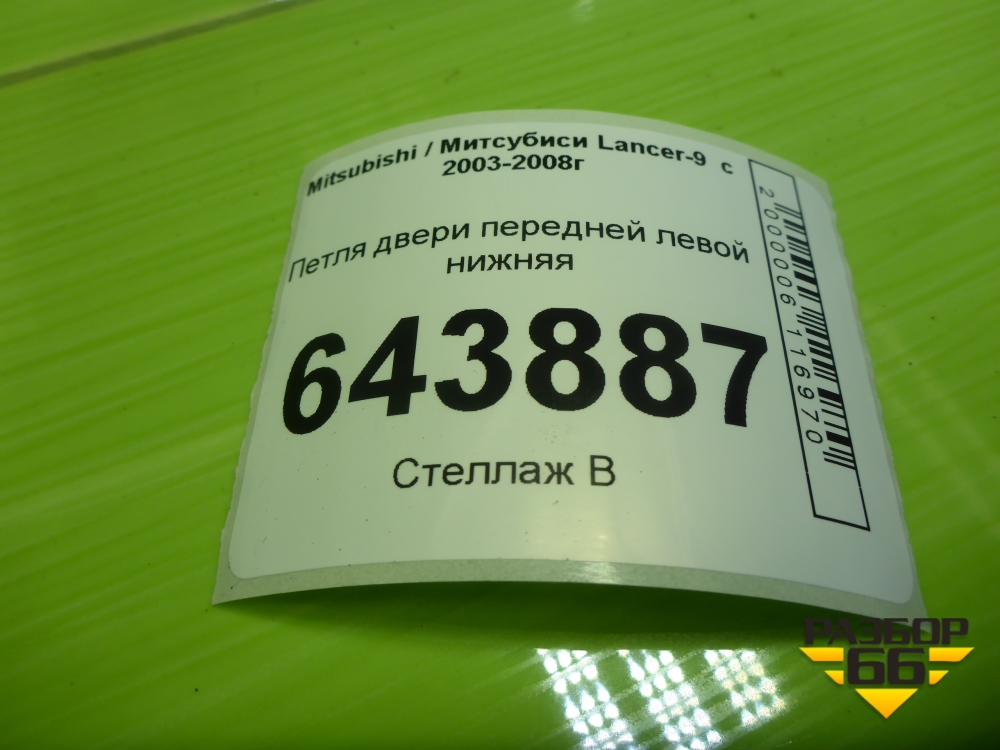 Mitsubishi / Митсубиси Lancer-9 с
2003-2008г
Петля двери передней левой
нижняя
643887
Стеллаж В
2000006116970
РАЗБОР
66